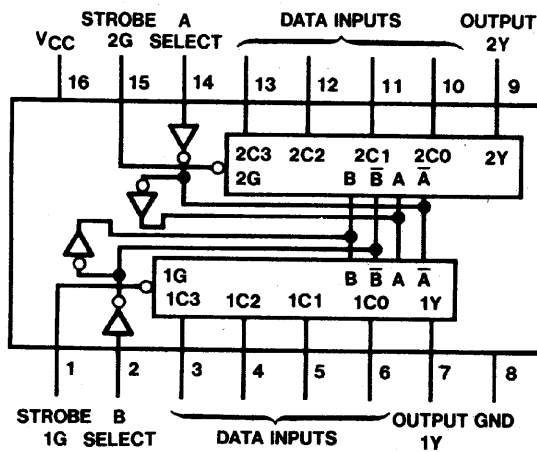 STROBE A DATA INPUTS OUTPUT
VCC 2G SELECT 2Y
16 15 14 13 12 11 10 9
2C3 2C2 2C1 2C0 2Y
2G B B̅ A A̅
B B̅ A A̅
1G
1C3 1C2 1C1 1C0 1Y
1 2 3 4 5 6 7 8
STROBE B DATA INPUTS OUTPUT GND
1G SELECT 1Y